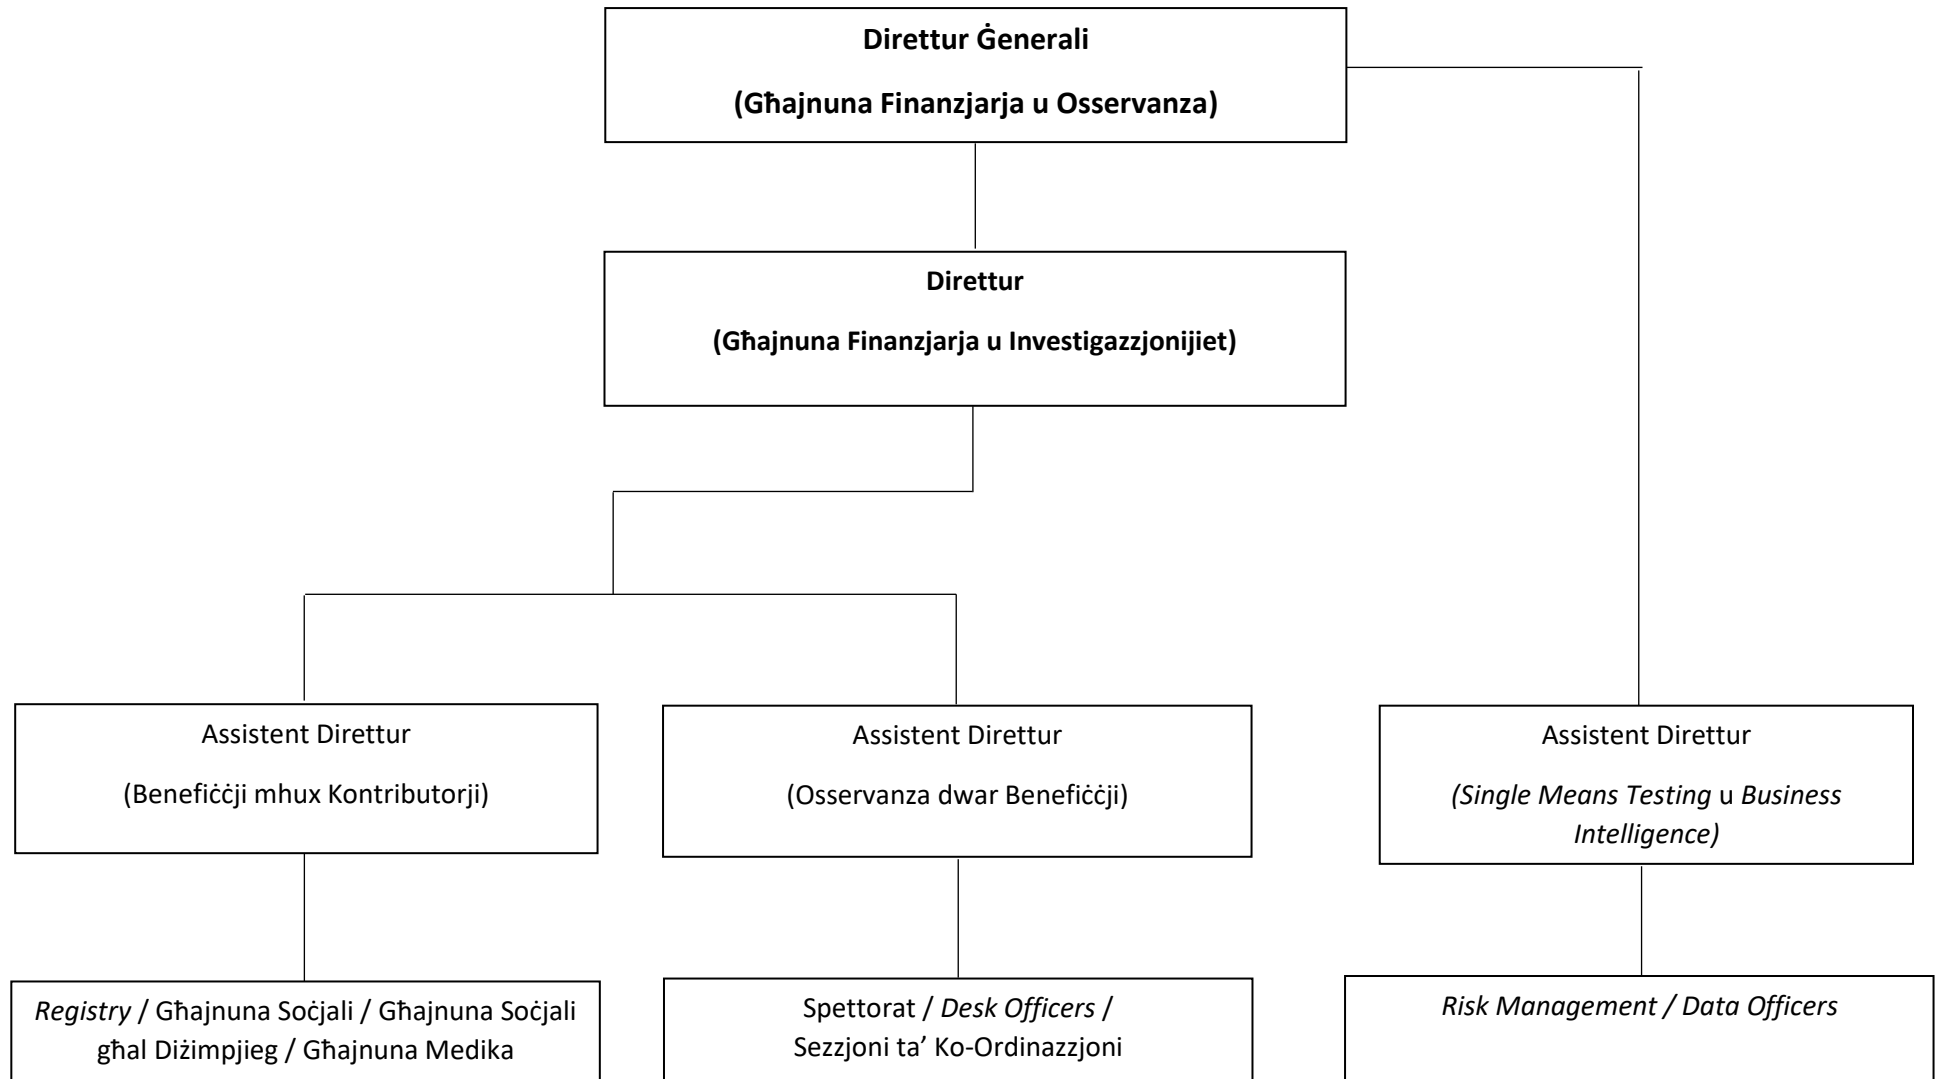 Direttur Ġenerali
(Għajnuna Finanzjarja u Osservanza)
Direttur
(Għajnuna Finanzjarja u Investigazzjonijiet)
Assistent Direttur
(Benefiċċji mhux Kontributorji)
Assistent Direttur
(Osservanza dwar Benefiċċji)
Assistent Direttur
(Single Means Testing u Business
Intelligence)
Registry / Għajnuna Soċjali / Għajnuna Soċjali
għal Diżimpjieg / Għajnuna Medika
Spettorat / Desk Officers /
Sezzjoni ta’ Ko-Ordinazzjoni
Risk Management / Data Officers